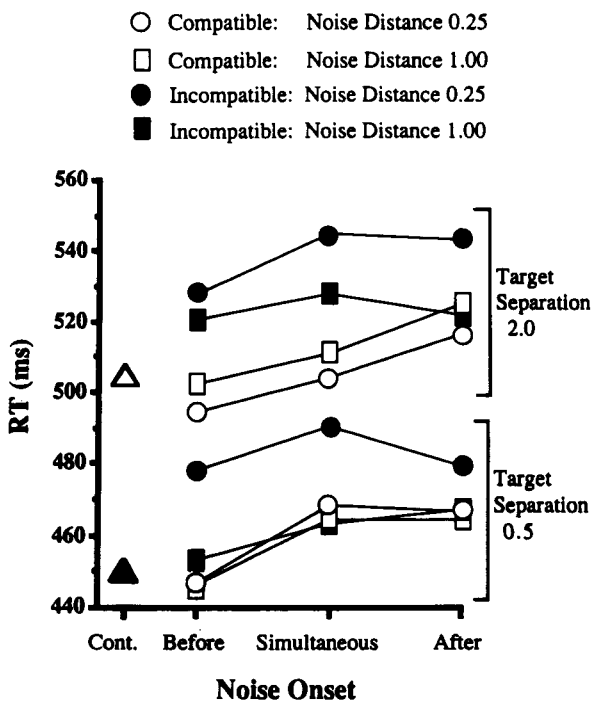 Compatible: Noise Distance 0.25
Compatible: Noise Distance 1.00
Incompatible: Noise Distance 0.25
Incompatible: Noise Distance 1.00
560
540
520
500
480
460
440
RT (ms)
Target
Separation
2.0
Target
Separation
0.5
Cont. Before Simultaneous After
Noise Onset